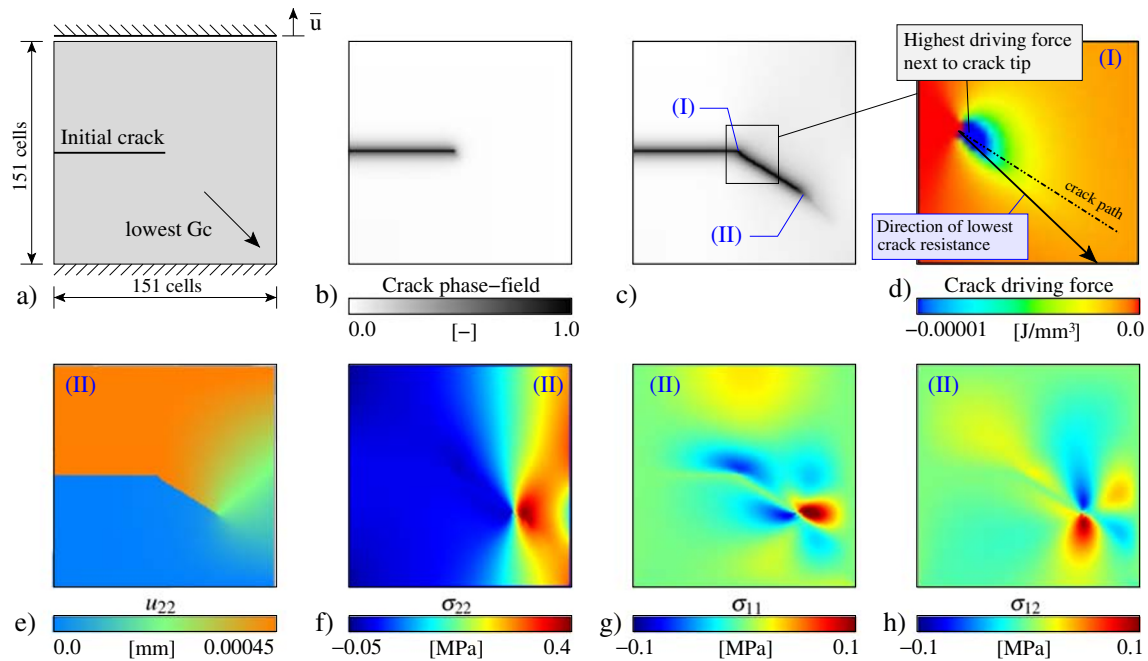 u̅
151 cells
Initial crack
lowest Gc
151 cells
a)
b)
Crack phase−field
0.0 [−] 1.0
(I)
(II)
c)
Highest driving force
next to crack tip
(I)
crack path
Direction of lowest
crack resistance
d)
Crack driving force
−0.00001 [J/mm³] 0.0
(II)
e)
u₂₂
0.0 [mm] 0.00045
(II)
f)
σ₂₂
−0.05 [MPa] 0.4
(II)
g)
σ₁₁
−0.1 [MPa] 0.1
(II)
h)
σ₁₂
−0.1 [MPa] 0.1